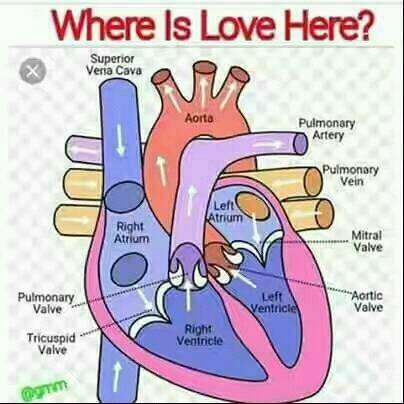 Where Is Love Here?
Superior
Vena Cava
Aorta
Pulmonary
Artery
Pulmonary
Vein
Left
Atrium
Right
Atrium
Mitral
Valve
Pulmonary
Valve
Left
Ventricle
Aortic
Valve
Tricuspid
Valve
Right
Ventricle
@gmm